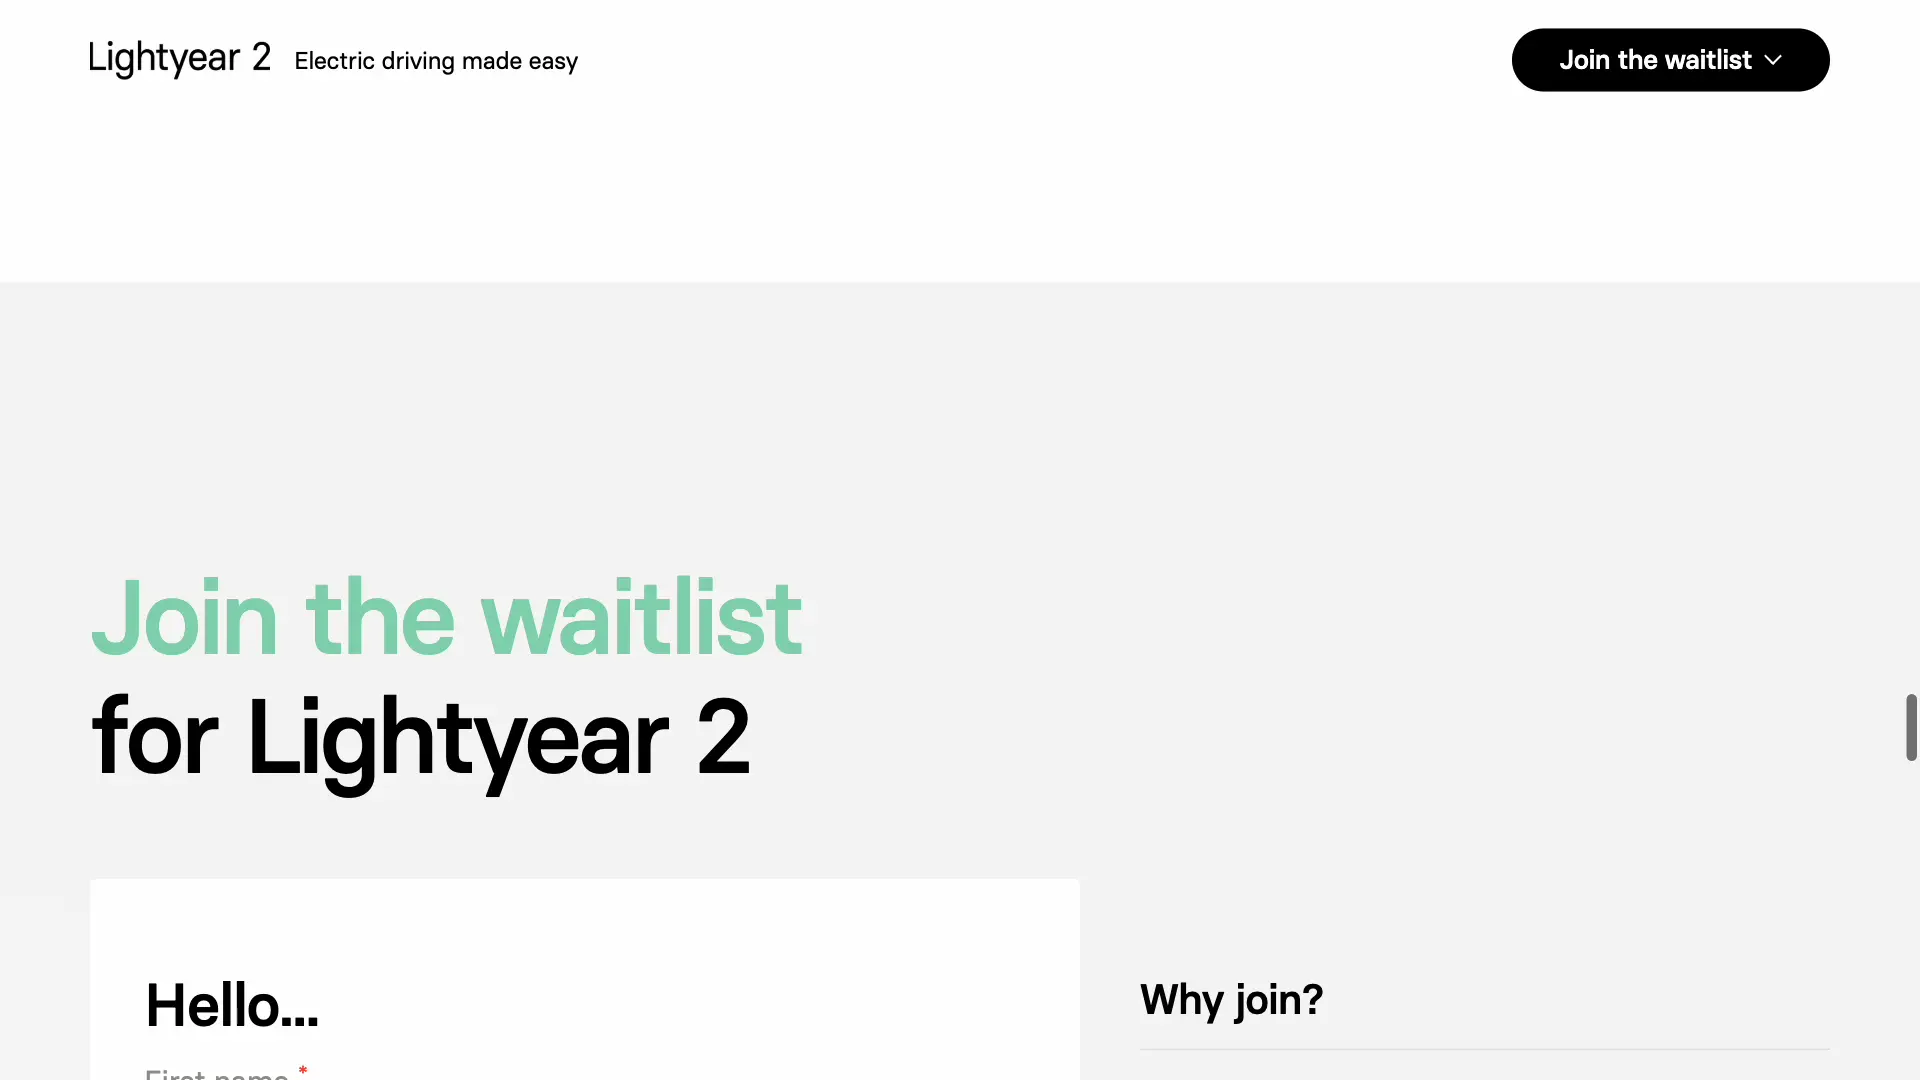 Lightyear 2 Electric driving made easy
Join the waitlist
Join the waitlist
for Lightyear 2
Hello...
Why join?
First name *